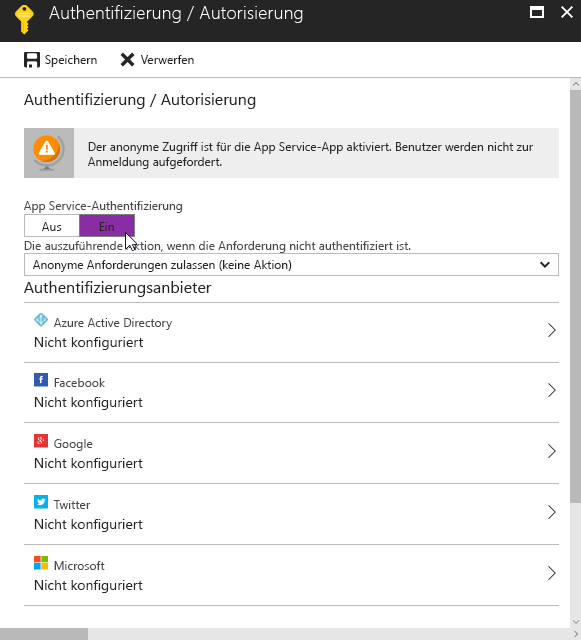 Authentifizierung / Autorisierung
Speichern
Verwerfen
Authentifizierung / Autorisierung
Der anonyme Zugriff ist für die App Service-App aktiviert. Benutzer werden nicht zur
Anmeldung aufgefordert.
App Service-Authentifizierung
Aus
Ein
Die auszuführende Aktion, wenn die Anforderung nicht authentifiziert ist.
Anonyme Anforderungen zulassen (keine Aktion)
Authentifizierungsanbieter
Azure Active Directory
Nicht konfiguriert
Facebook
Nicht konfiguriert
Google
Nicht konfiguriert
Twitter
Nicht konfiguriert
Microsoft
Nicht konfiguriert